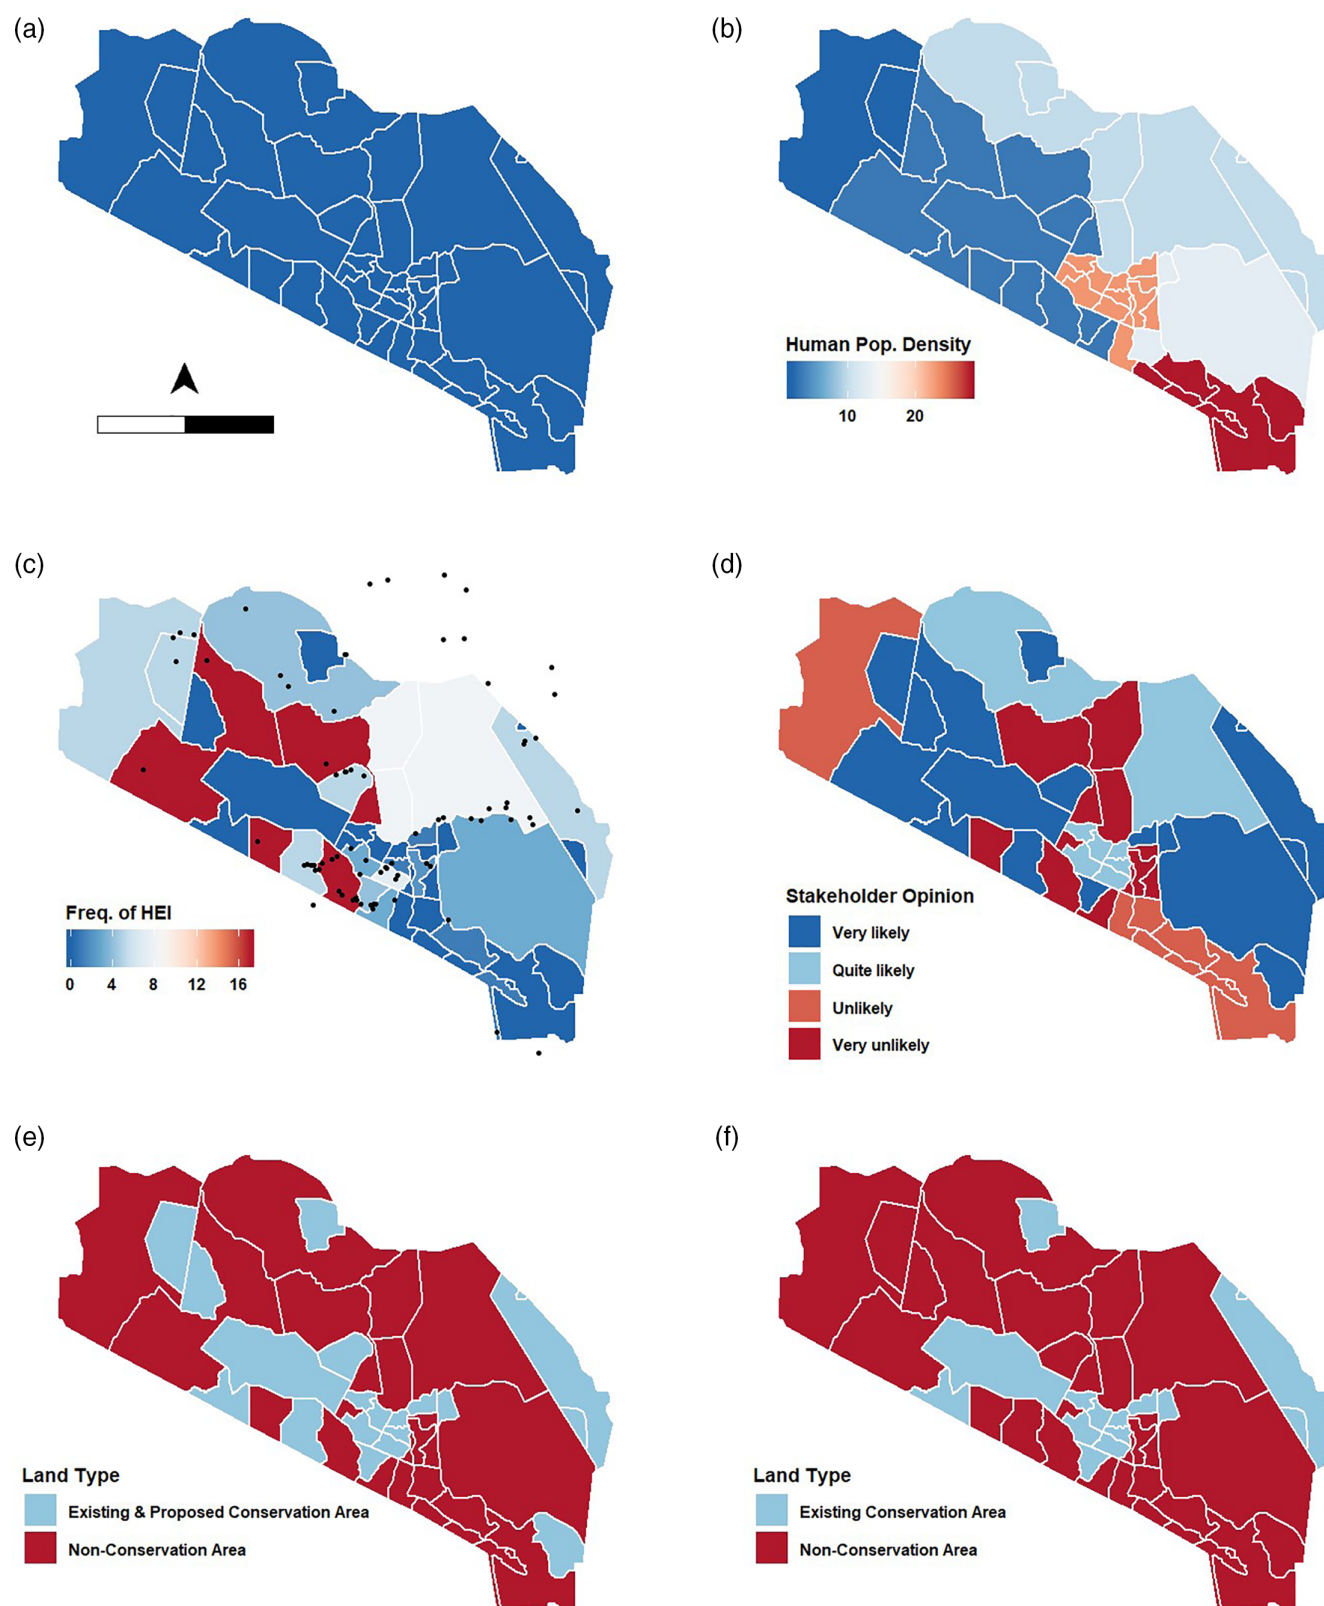 (a)
(b)
Human Pop. Density
10 20
(c)
(d)
Freq. of HEI
0 4 8 12 16
Stakeholder Opinion
Very likely
Quite likely
Unlikely
Very unlikely
(e)
(f)
Land Type
Existing & Proposed Conservation Area
Non-Conservation Area
Land Type
Existing Conservation Area
Non-Conservation Area